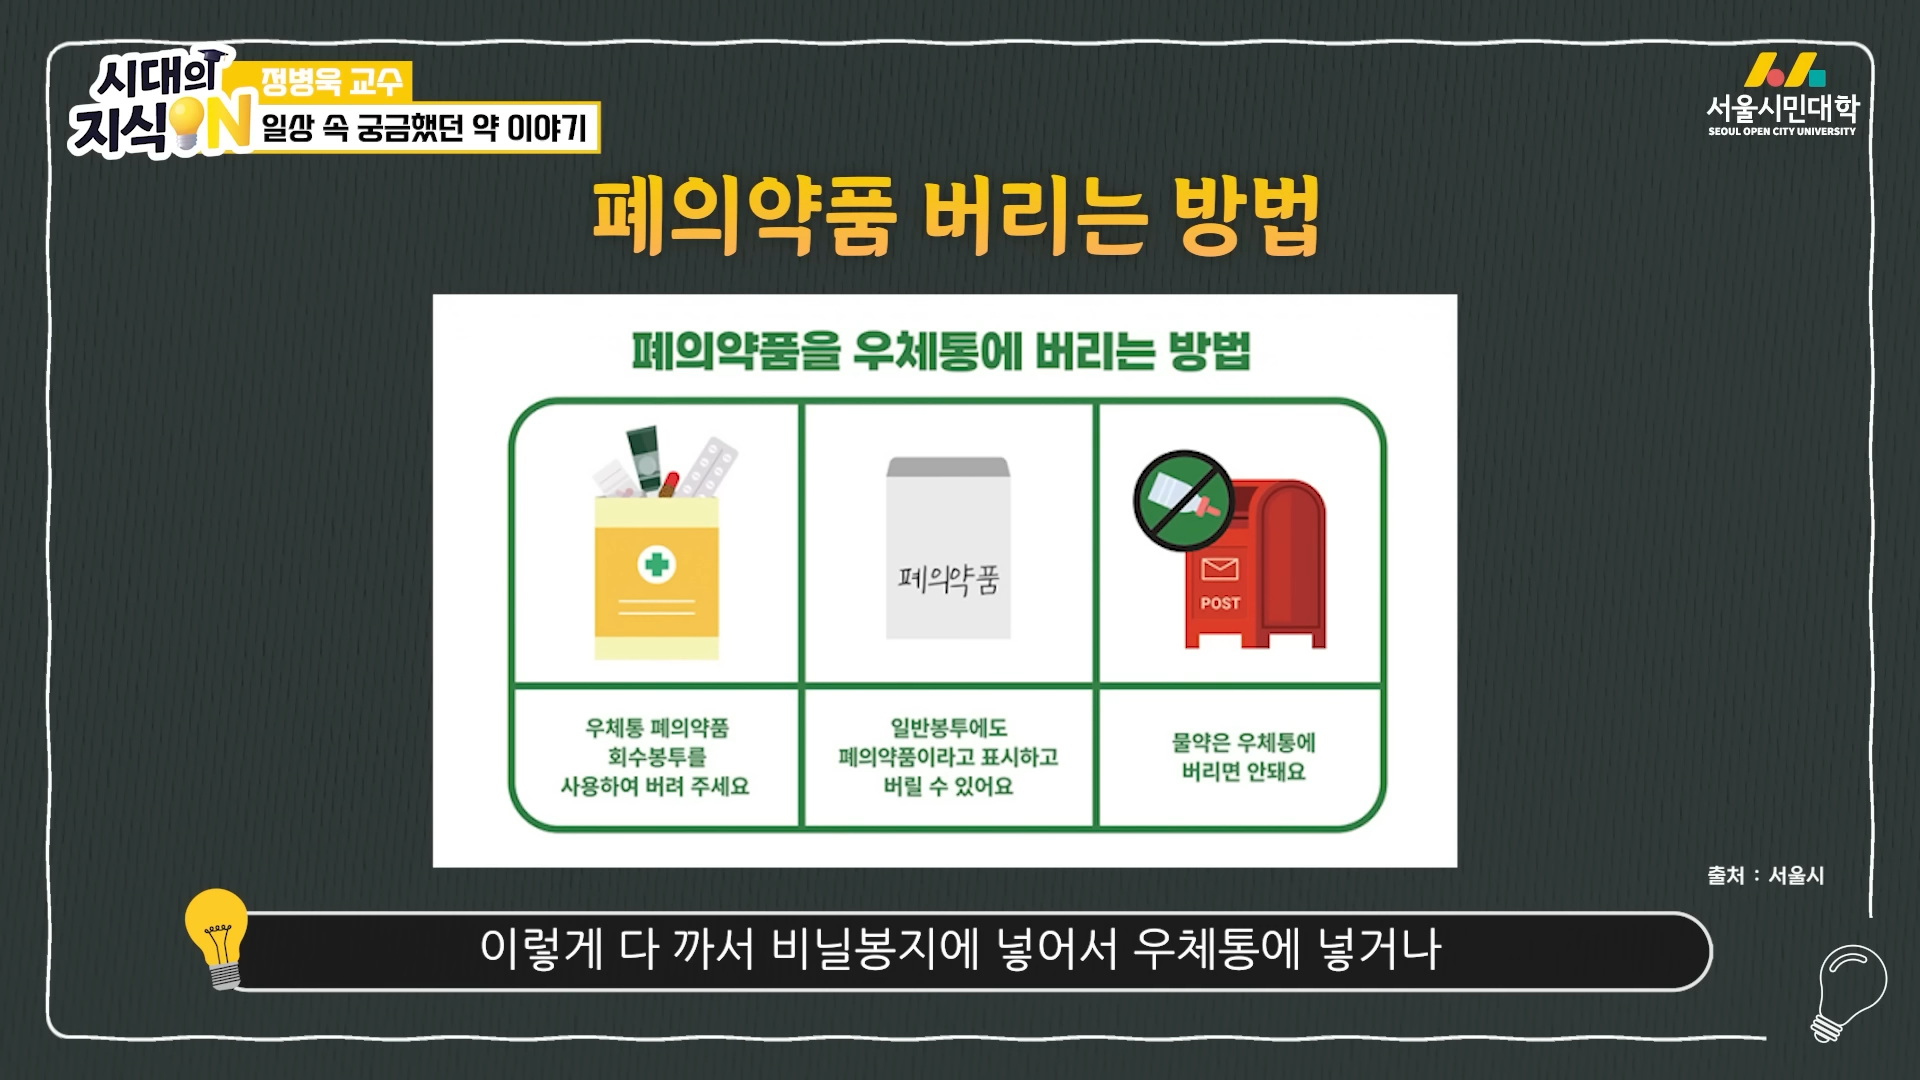 시대의
지식ON
정병욱 교수
일상 속 궁금했던 약 이야기
서울시민대학
SEOUL OPEN CITY UNIVERSITY
폐의약품 버리는 방법
폐의약품을 우체통에 버리는 방법
폐의약품
POST
우체통 폐의약품
회수봉투를
사용하여 버려 주세요
일반봉투에도
폐의약품이라고 표시하고
버릴 수 있어요
물약은 우체통에
버리면 안돼요
출처 : 서울시
이렇게 다 까서 비닐봉지에 넣어서 우체통에 넣거나